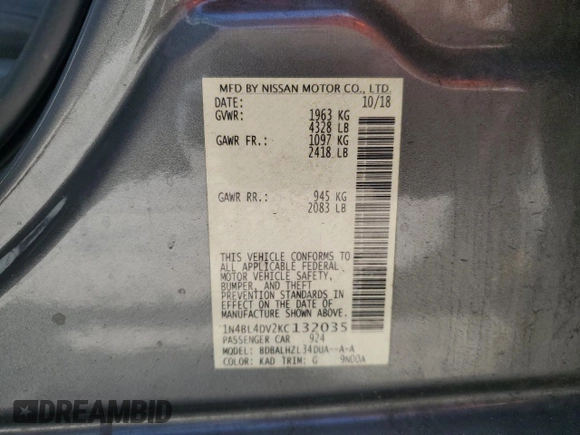 MFD BY NISSAN MOTOR CO., LTD.
DATE: 10/18
GVWR: 1963 KG
4328 LB
GAWR FR.: 1097 KG
2418 LB
GAWR RR.: 945 KG
2083 LB
THIS VEHICLE CONFORMS TO
ALL APPLICABLE FEDERAL
MOTOR VEHICLE SAFETY,
BUMPER, AND THEFT
PREVENTION STANDARDS IN
EFFECT ON THE DATE OF
MANUFACTURE SHOWN ABOVE.
1N4BL4DV2KC132035
PASSENGER CAR 924
MODEL: BDBALHZL34DUA--A-A
COLOR: KAD TRIM: G 9N00A
DREAMBID